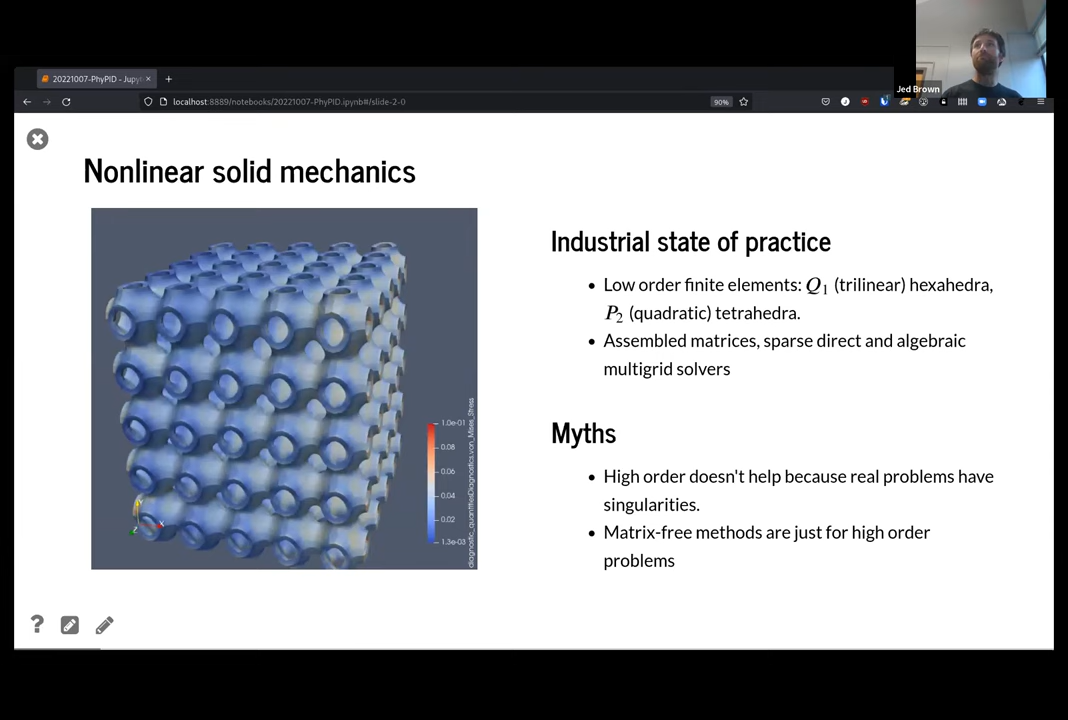 Jed Brown
20221007-PhyPID - Jupy
localhost:8889/notebooks/20221007-PhyPID.ipynb#/slide-2-0
90%
Nonlinear solid mechanics
Industrial state of practice
• Low order finite elements: Q1 (trilinear) hexahedra,
P2 (quadratic) tetrahedra.
• Assembled matrices, sparse direct and algebraic
multigrid solvers
Myths
• High order doesn't help because real problems have
singularities.
• Matrix-free methods are just for high order
problems
1.0e-01
0.08
0.06
0.04
0.02
1.3e-03
diagnostic_quantitiesDiagnostics.von_Mises_Stress
X
Z
?